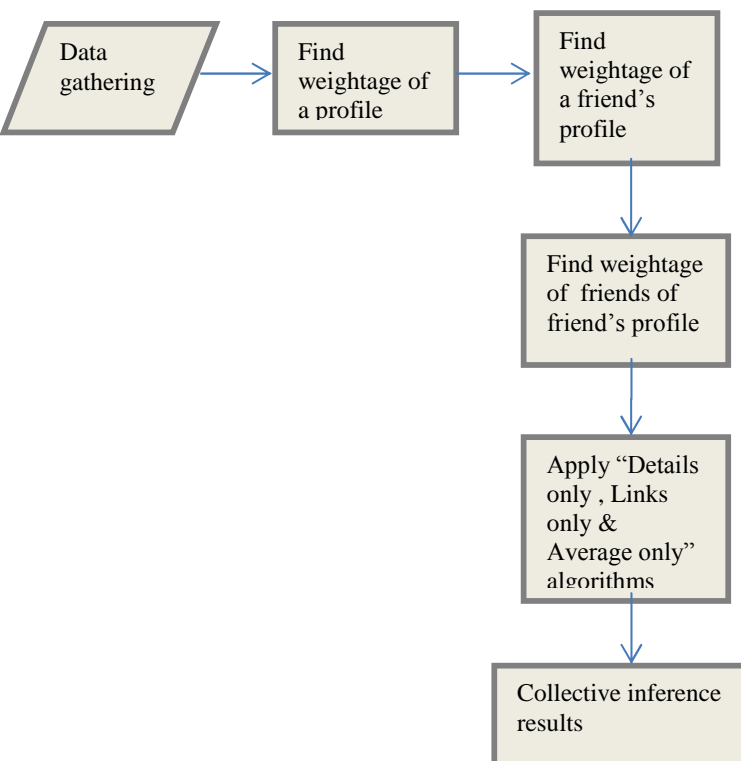 Data
gathering
Find
weightage of
a profile
Find
weightage of
a friend’s
profile
Find weightage
of  friends of
friend’s profile
Apply “Details
only , Links
only &
Average only”
algorithms
Collective inference
results